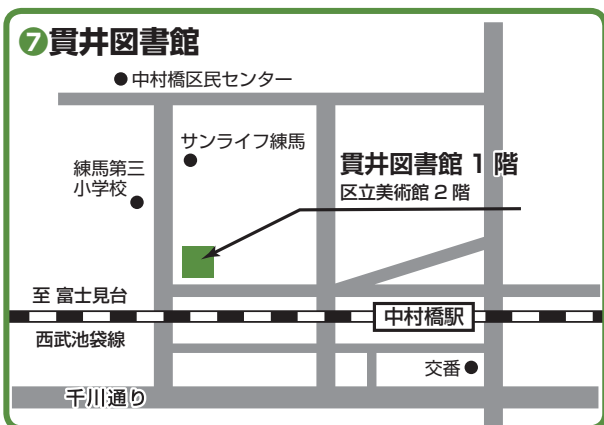 ❼貫井図書館
中村橋区民センター
サンライフ練馬
練馬第三
小学校
貫井図書館 1 階
区立美術館 2 階
至 富士見台
中村橋駅
西武池袋線
交番
千川通り